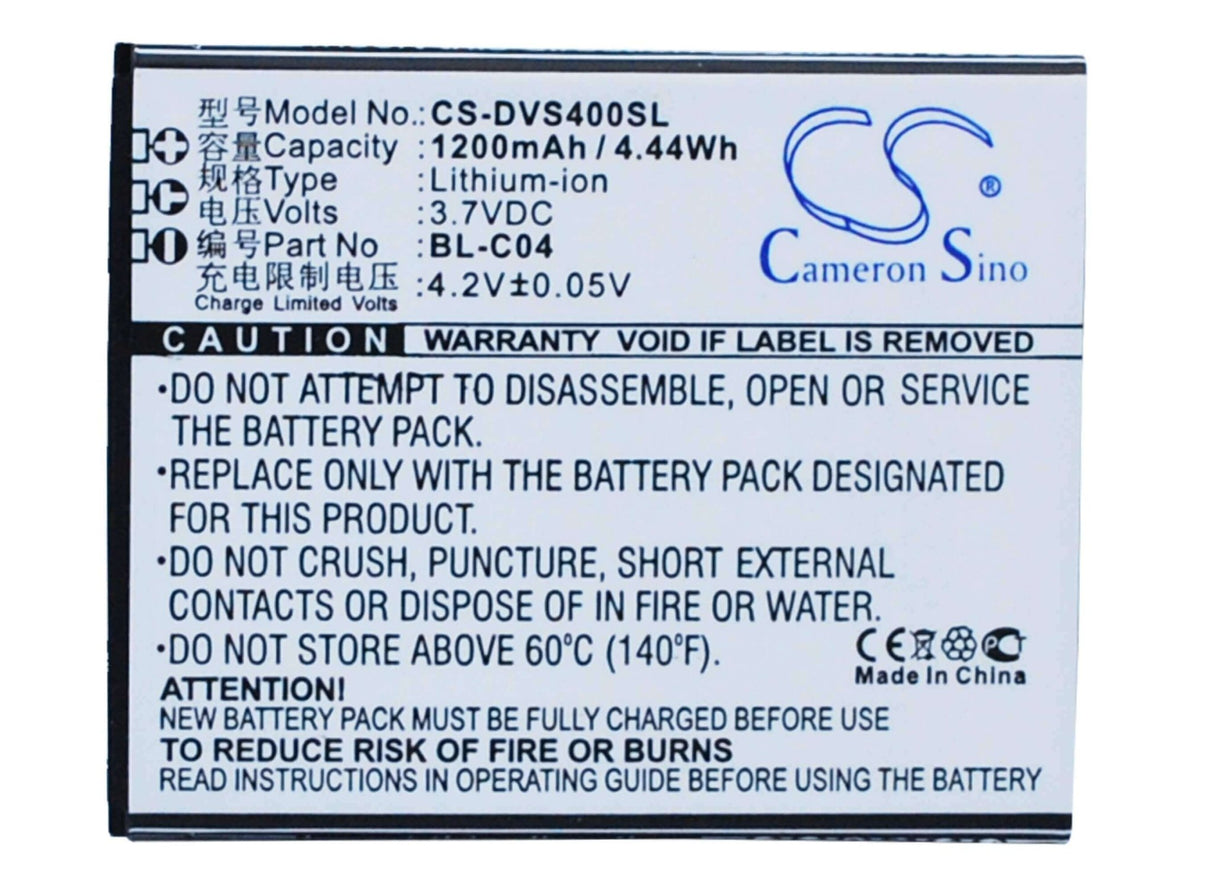 型号Model No.:CS-DVS400SL
容量Capacity :1200mAh / 4.44Wh
规格Type :Lithium-ion
电压Volts :3.7VDC
编号Part No :BL-C04
充电限制电压 :4.2V±0.05V
Charge Limited Volts
CS ®
Cameron Sino
CAUTION WARRANTY VOID IF LABEL IS REMOVED
•DO NOT ATTEMPT TO DISASSEMBLE, OPEN OR SERVICE
THE BATTERY PACK.
•REPLACE ONLY WITH THE BATTERY PACK DESIGNATED
FOR THIS PRODUCT.
•DO NOT CRUSH, PUNCTURE, SHORT EXTERNAL
CONTACTS OR DISPOSE OF IN FIRE OR WATER.
•DO NOT STORE ABOVE 60°C (140°F).
CE PCT
Made In China
ATTENTION!
NEW BATTERY PACK MUST BE FULLY CHARGED BEFORE USE
TO REDUCE RISK OF FIRE OR BURNS
READ INSTRUCTIONS IN OPERATING GUIDE BEFORE USING THE BATTERY